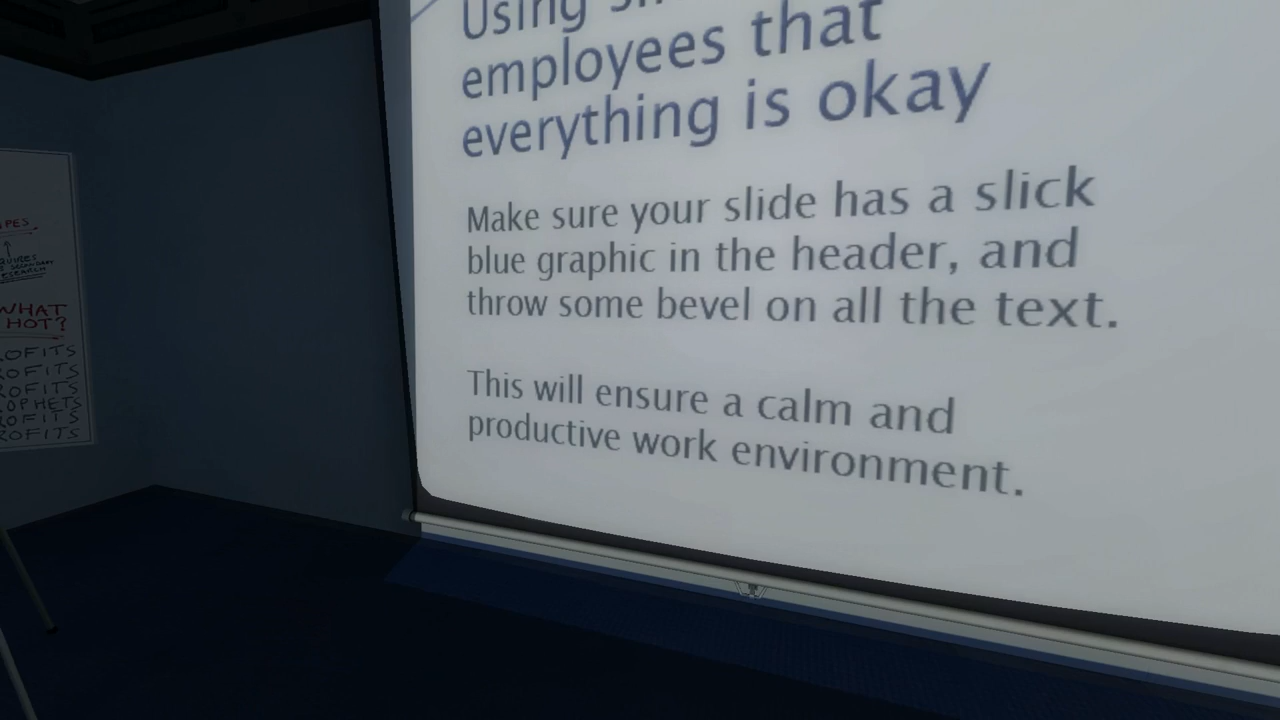 Using
employees that
everything is okay
Make sure your slide has a slick
blue graphic in the header, and
throw some bevel on all the text.
This will ensure a calm and
productive work environment.
WHAT
HOT?